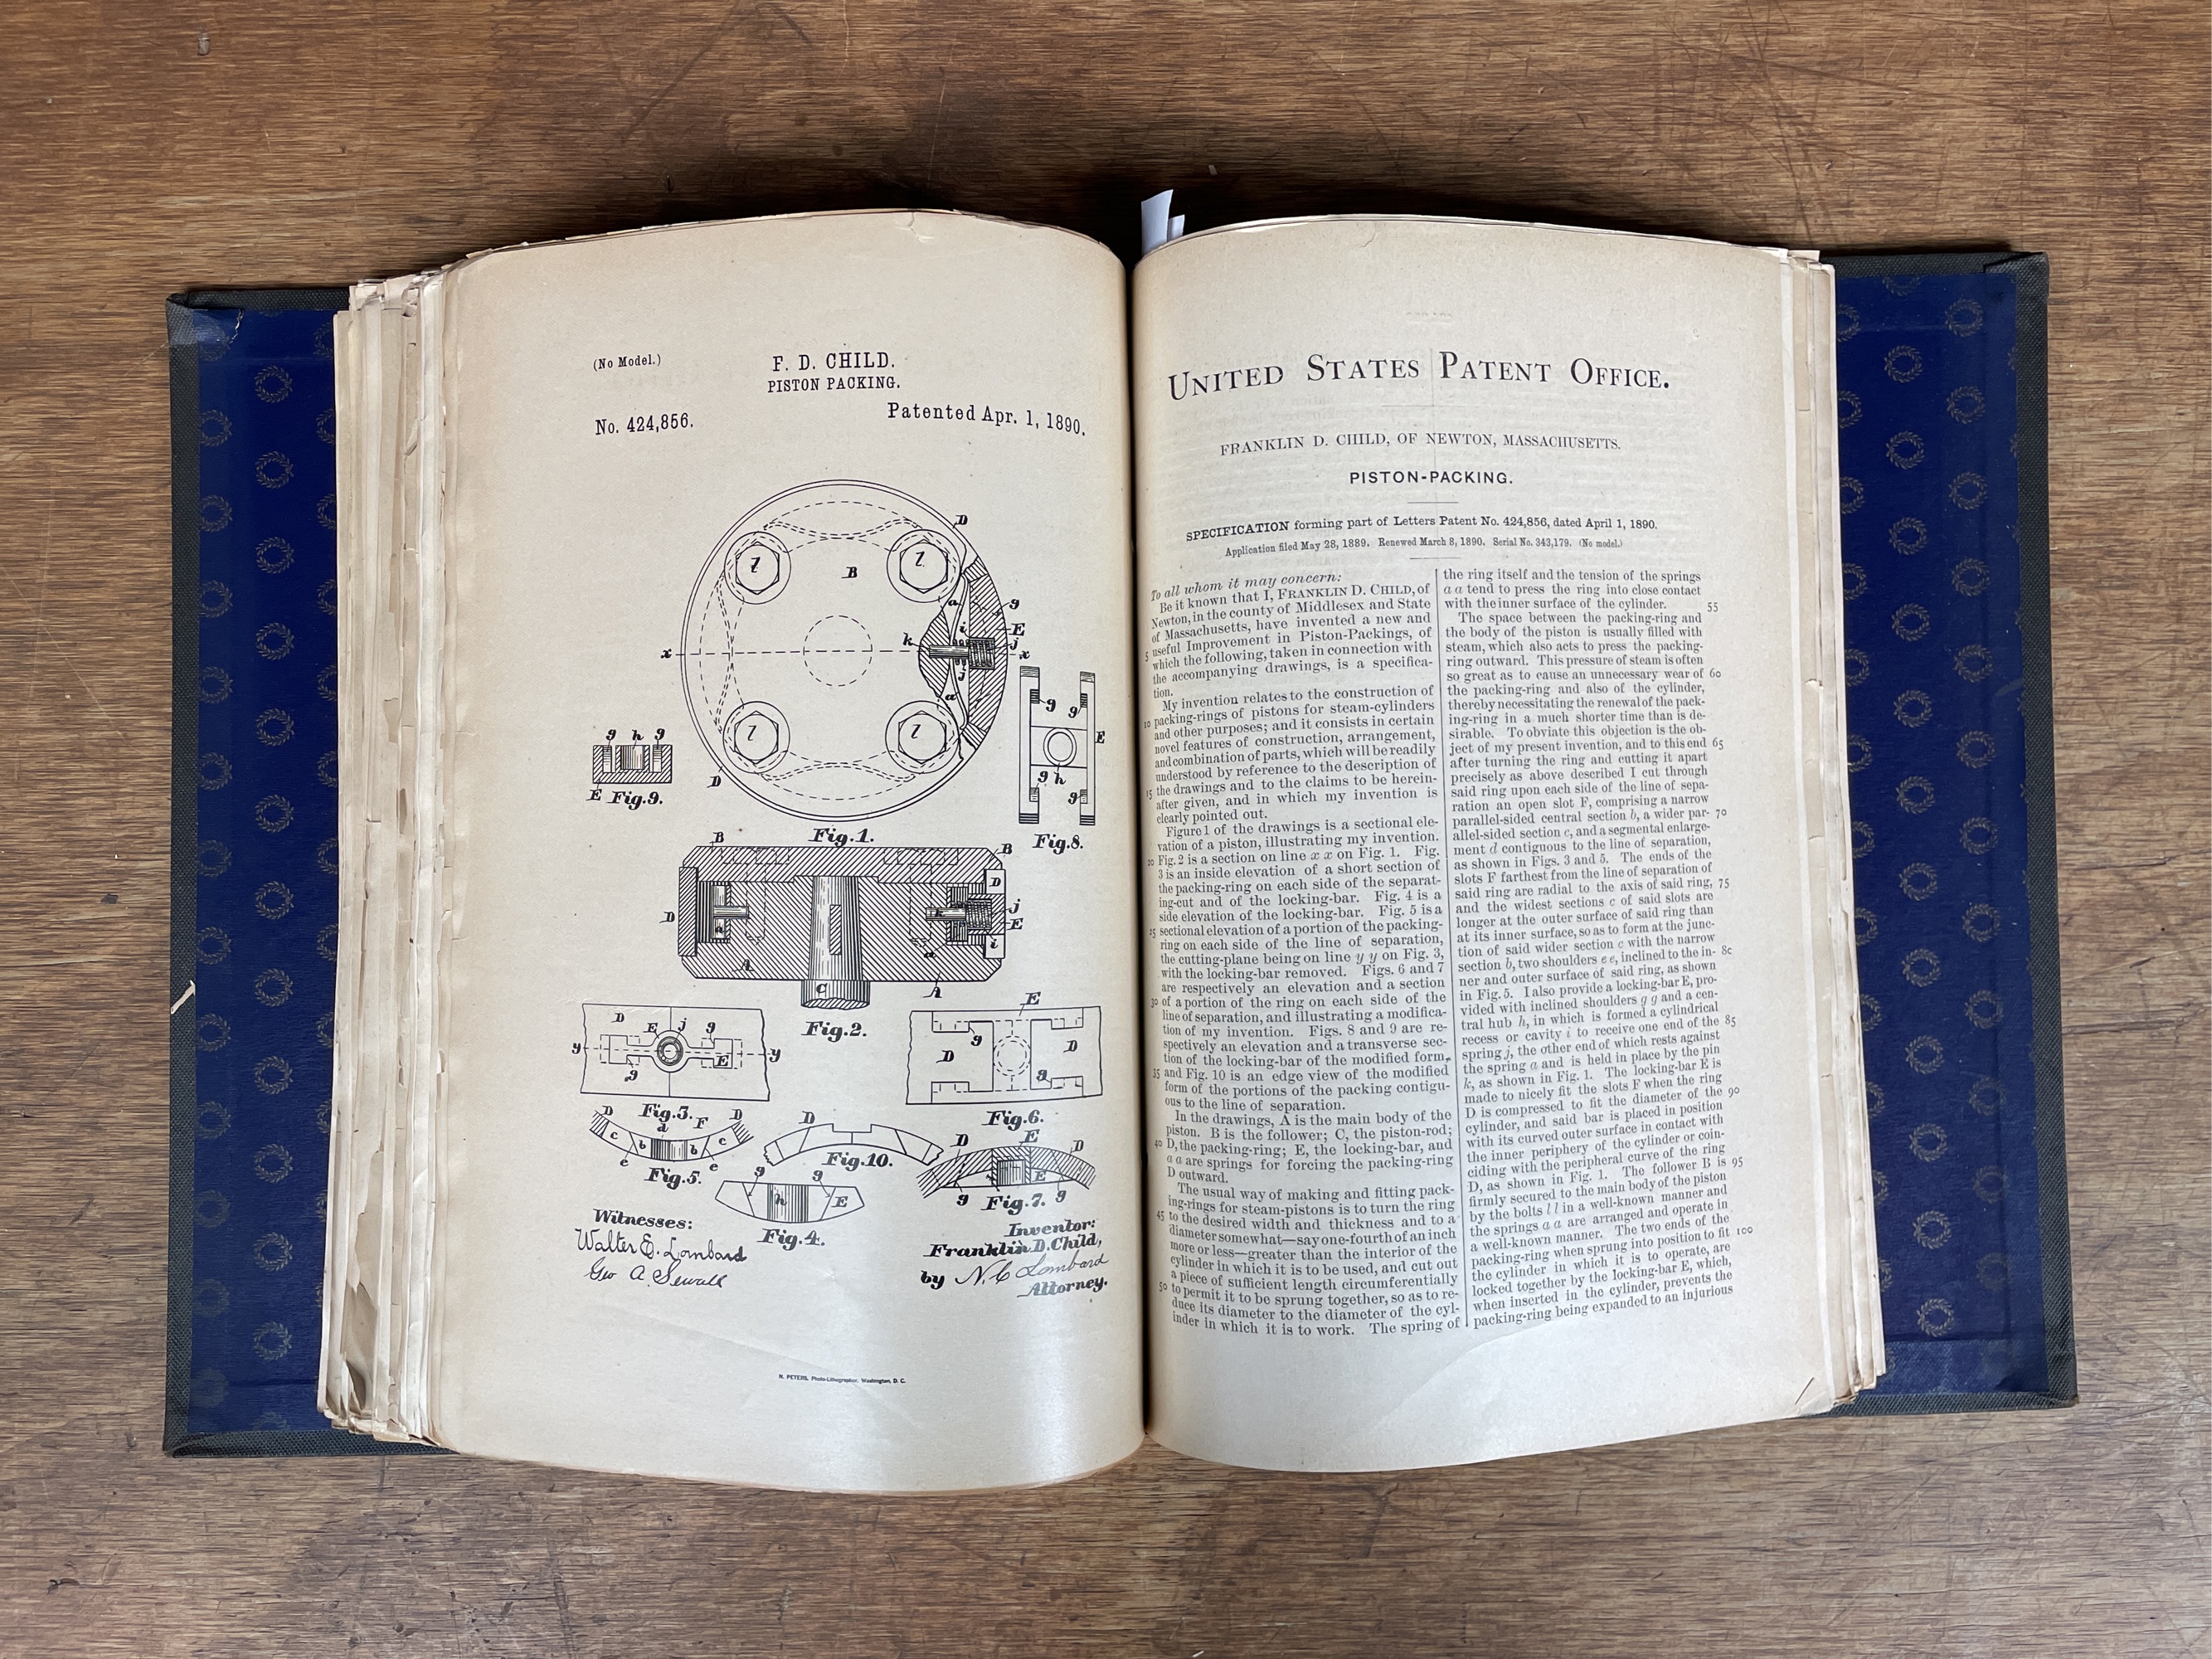 (No Model.)
F. D. CHILD.
PISTON PACKING.
No. 424,856.
Patented Apr. 1, 1890.
D
l
l
B
a
g
i
E
k
j
x
x
j
a
g
g
E
l
l
g h g
D
g h
g
E Fig. 9.
Fig. 1.
Fig. 8.
B
B
D
D
j
k
E
a
i
a
A
A
C
Fig. 2.
E
D E j g
y
y
D
g
D
E
g
g
Fig. 3.
Fig. 6.
D
d
F
D
c b b c
e
e
Fig. 5.
D
Fig. 10.
D E D
E
g
g
Fig. 7.
g
g
h
E
Fig. 4.
Witnesses:
Walter E. Lombard
Geo A. Sewall
Inventor:
Franklin D. Child,
by N. C. Lombard
Attorney.
N. PETERS, Photo-Lithographer, Washington, D. C.
UNITED STATES PATENT OFFICE.
FRANKLIN D. CHILD, OF NEWTON, MASSACHUSETTS.
PISTON-PACKING.
SPECIFICATION forming part of Letters Patent No. 424,856, dated April 1, 1890.
Application filed May 28, 1889. Renewed March 8, 1890. Serial No. 343,179. (No model.)
To all whom it may concern:
Be it known that I, FRANKLIN D. CHILD, of
Newton, in the county of Middlesex and State
of Massachusetts, have invented a new and
5 useful Improvement in Piston-Packings, of
which the following, taken in connection with
the accompanying drawings, is a specifica-
tion.
My invention relates to the construction of
10 packing-rings of pistons for steam-cylinders
and other purposes; and it consists in certain
novel features of construction, arrangement,
and combination of parts, which will be readily
understood by reference to the description of
15 the drawings and to the claims to be herein-
after given, and in which my invention is
clearly pointed out.
Figure 1 of the drawings is a sectional ele-
vation of a piston, illustrating my invention.
20 Fig. 2 is a section on line x x on Fig. 1. Fig.
3 is an inside elevation of a short section of
the packing-ring on each side of the separat-
ing-cut and of the locking-bar. Fig. 4 is a
side elevation of the locking-bar. Fig. 5 is a
25 sectional elevation of a portion of the packing-
ring on each side of the line of separation,
the cutting-plane being on line y y on Fig. 3,
with the locking-bar removed. Figs. 6 and 7
are respectively an elevation and a section
30 of a portion of the ring on each side of the
line of separation, and illustrating a modifica-
tion of my invention. Figs. 8 and 9 are re-
spectively an elevation and a transverse sec-
tion of the locking-bar of the modified form,
35 and Fig. 10 is an edge view of the modified
form of the portions of the packing contigu-
ous to the line of separation.
In the drawings, A is the main body of the
piston. B is the follower; C, the piston-rod;
40 D, the packing-ring; E, the locking-bar, and
a a are springs for forcing the packing-ring
D outward.
The usual way of making and fitting pack-
ing-rings for steam-pistons is to turn the ring
45 to the desired width and thickness and to a
diameter somewhat—say one-fourth of an inch
more or less—greater than the interior of the
cylinder in which it is to be used, and cut out
a piece of sufficient length circumferentially
50 to permit it to be sprung together, so as to re-
duce its diameter to the diameter of the cyl-
inder in which it is to work. The spring of
the ring itself and the tension of the springs
a a tend to press the ring into close contact
with the inner surface of the cylinder. 55
The space between the packing-ring and
the body of the piston is usually filled with
steam, which also acts to press the packing-
ring outward. This pressure of steam is often
so great as to cause an unnecessary wear of 60
the packing-ring and also of the cylinder,
thereby necessitating the renewal of the pack-
ing-ring in a much shorter time than is de-
sirable. To obviate this objection is the ob-
ject of my present invention, and to this end 65
after turning the ring and cutting it apart
precisely as above described I cut through
said ring upon each side of the line of sepa-
ration an open slot F, comprising a narrow
parallel-sided central section b, a wider par- 70
allel-sided section c, and a segmental enlarge-
ment d contiguous to the line of separation,
as shown in Figs. 3 and 5. The ends of the
slots F farthest from the line of separation of
said ring are radial to the axis of said ring, 75
and the widest sections c of said slots are
longer at the outer surface of said ring than
at its inner surface, so as to form at the junc-
tion of said wider section c with the narrow
section b, two shoulders e e, inclined to the in- 80
ner and outer surface of said ring, as shown
in Fig. 5. I also provide a locking-bar E, pro-
vided with inclined shoulders g g and a cen-
tral hub h, in which is formed a cylindrical
recess or cavity i to receive one end of the 85
spring j, the other end of which rests against
the spring a and is held in place by the pin
k, as shown in Fig. 1. The locking-bar E is
made to nicely fit the slots F when the ring
D is compressed to fit the diameter of the 90
cylinder, and said bar is placed in position
with its curved outer surface in contact with
the inner periphery of the cylinder or coin-
ciding with the peripheral curve of the ring
D, as shown in Fig. 1. The follower B is 95
firmly secured to the main body of the piston
by the bolts l l in a well-known manner and
the springs a a are arranged and operate in
a well-known manner. The two ends of the
packing-ring when sprung into position to fit 100
the cylinder in which it is to operate, are
locked together by the locking-bar E, which,
when inserted in the cylinder, prevents the
packing-ring being expanded to an injurious